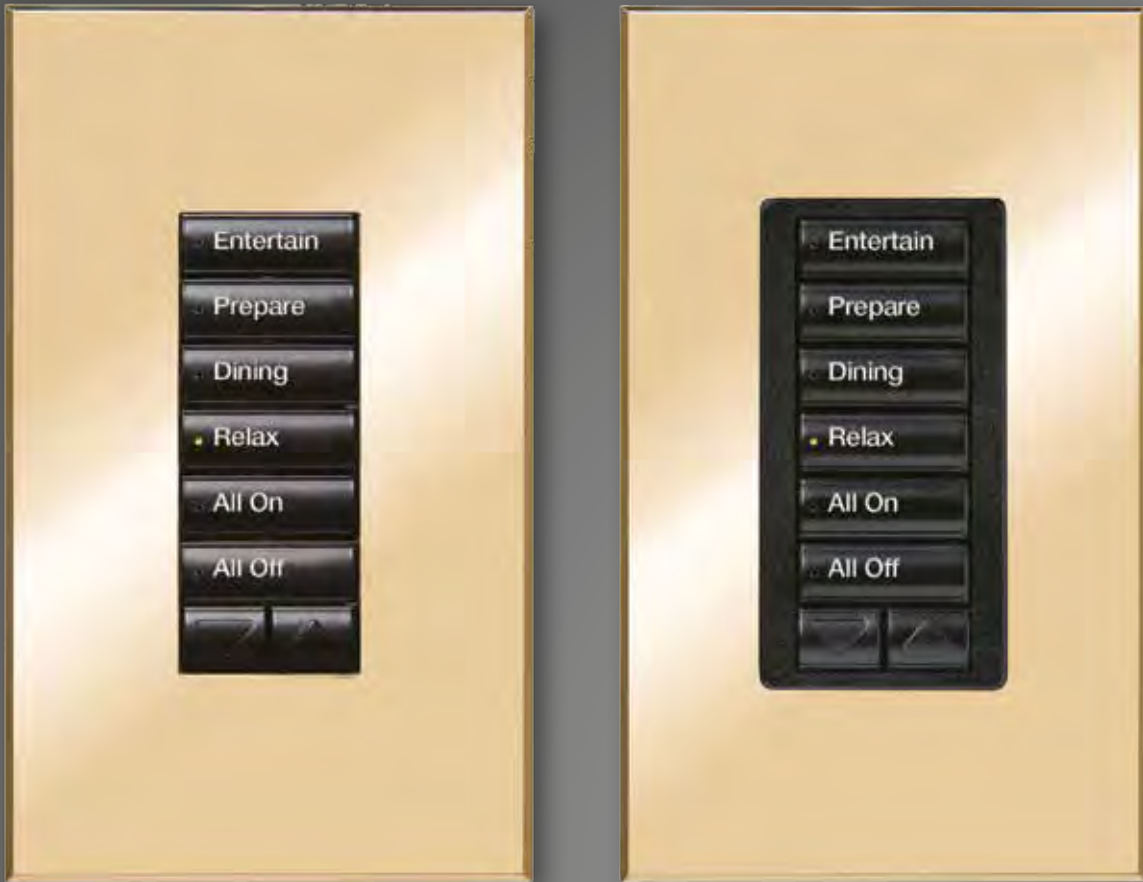 Entertain
Prepare
Dining
Relax
All On
All Off
Entertain
Prepare
Dining
Relax
All On
All Off